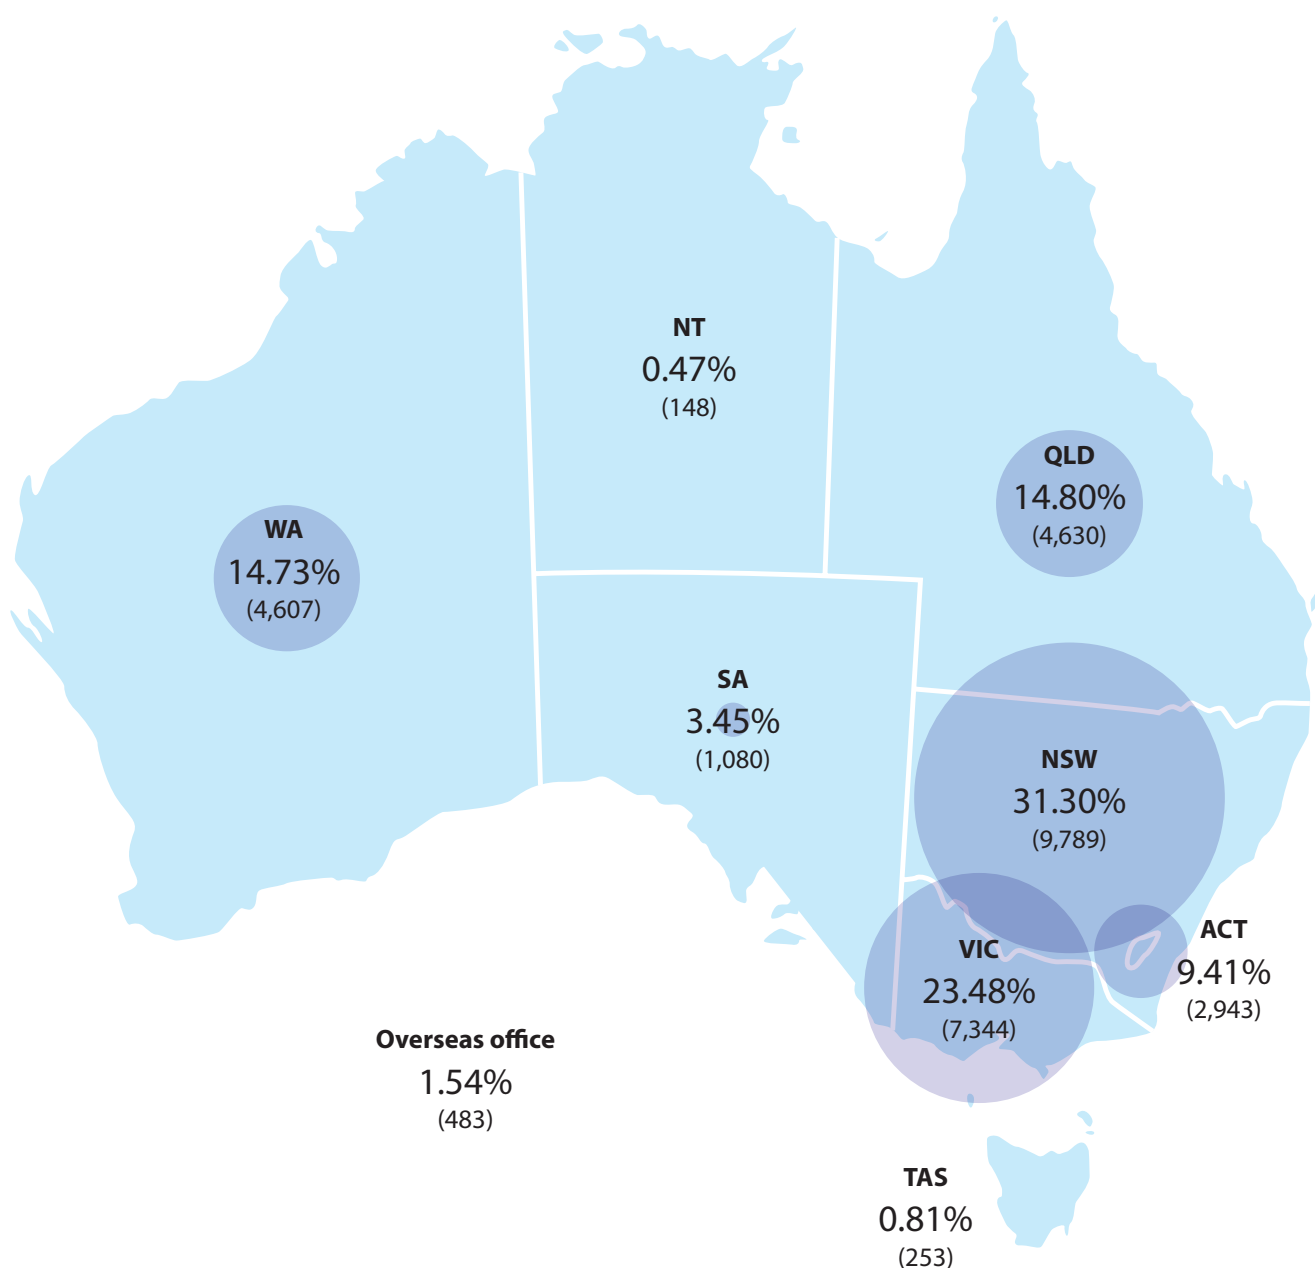 NT
0.47%
(148)
QLD
14.80%
(4,630)
WA
14.73%
(4,607)
SA
3.45%
(1,080)
NSW
31.30%
(9,789)
ACT
9.41%
(2,943)
VIC
23.48%
(7,344)
Overseas office
1.54%
(483)
TAS
0.81%
(253)